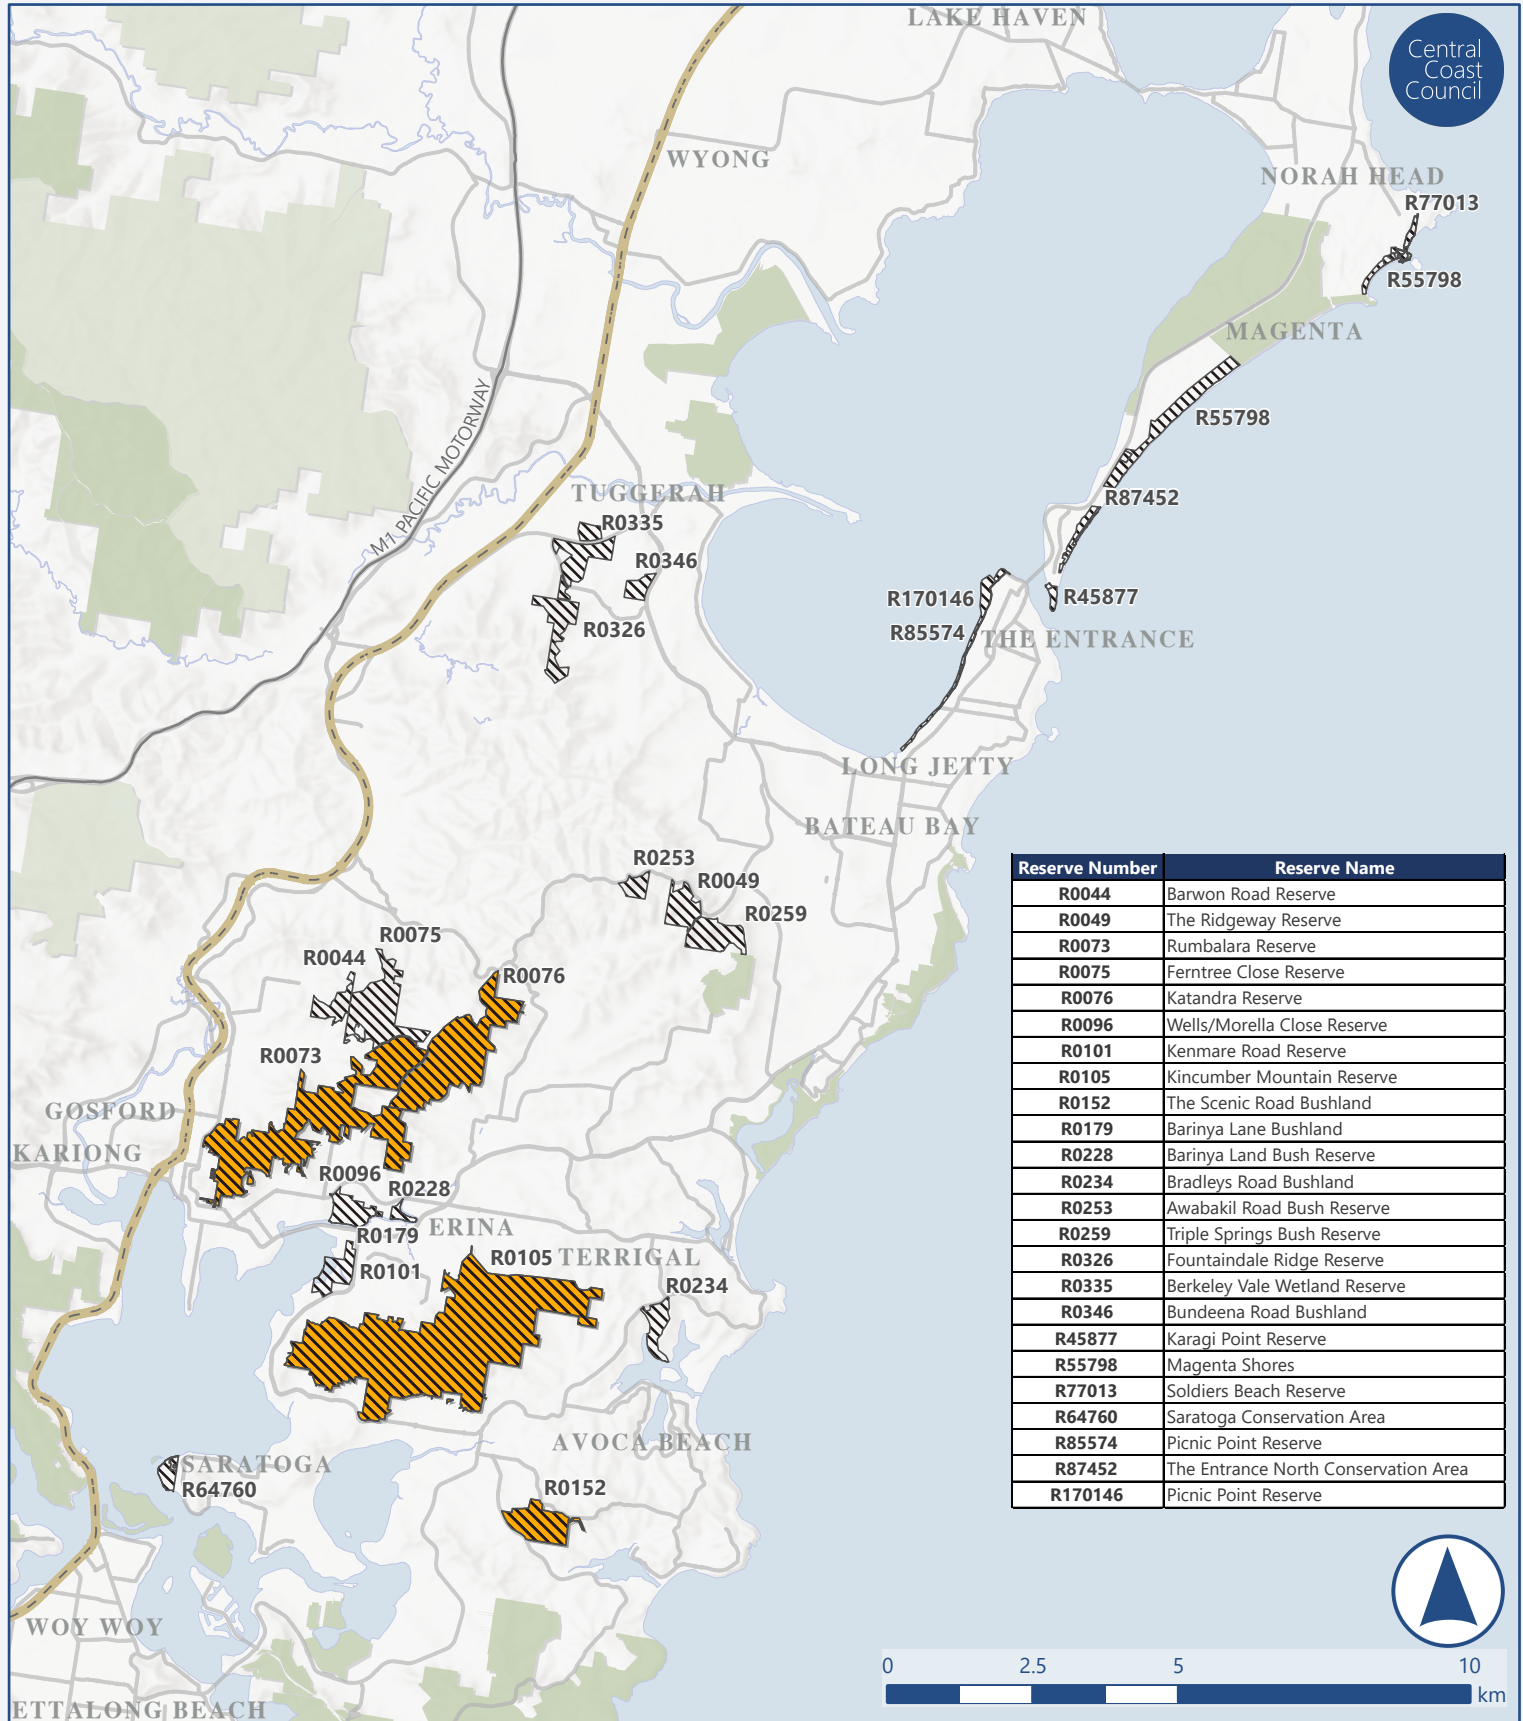 LAKE HAVEN
Central
Coast
Council
WYONG
NORAH HEAD
R77013
R55798
MAGENTA
M1 PACIFIC MOTORWAY
R55798
TUGGERAH
R87452
R0335
R0346
R170146
R45877
R0326
R85574
THE ENTRANCE
LONG JETTY
BATEAU BAY
R0253
R0049
R0259
R0075
R0044
R0076
R0073
GOSFORD
KARIONG
R0096
R0228
ERINA
R0179
R0105
TERRIGAL
R0101
R0234
AVOCA BEACH
SARATOGA
R64760
R0152
WOY WOY
ETTALONG BEACH
Reserve Number Reserve Name
R0044 Barwon Road Reserve
R0049 The Ridgeway Reserve
R0073 Rumbalara Reserve
R0075 Ferntree Close Reserve
R0076 Katandra Reserve
R0096 Wells/Morella Close Reserve
R0101 Kenmare Road Reserve
R0105 Kincumber Mountain Reserve
R0152 The Scenic Road Bushland
R0179 Barinya Lane Bushland
R0228 Barinya Land Bush Reserve
R0234 Bradleys Road Bushland
R0253 Awabakil Road Bush Reserve
R0259 Triple Springs Bush Reserve
R0326 Fountaindale Ridge Reserve
R0335 Berkeley Vale Wetland Reserve
R0346 Bundeena Road Bushland
R45877 Karagi Point Reserve
R55798 Magenta Shores
R77013 Soldiers Beach Reserve
R64760 Saratoga Conservation Area
R85574 Picnic Point Reserve
R87452 The Entrance North Conservation Area
R170146 Picnic Point Reserve
0 2.5 5 10
km